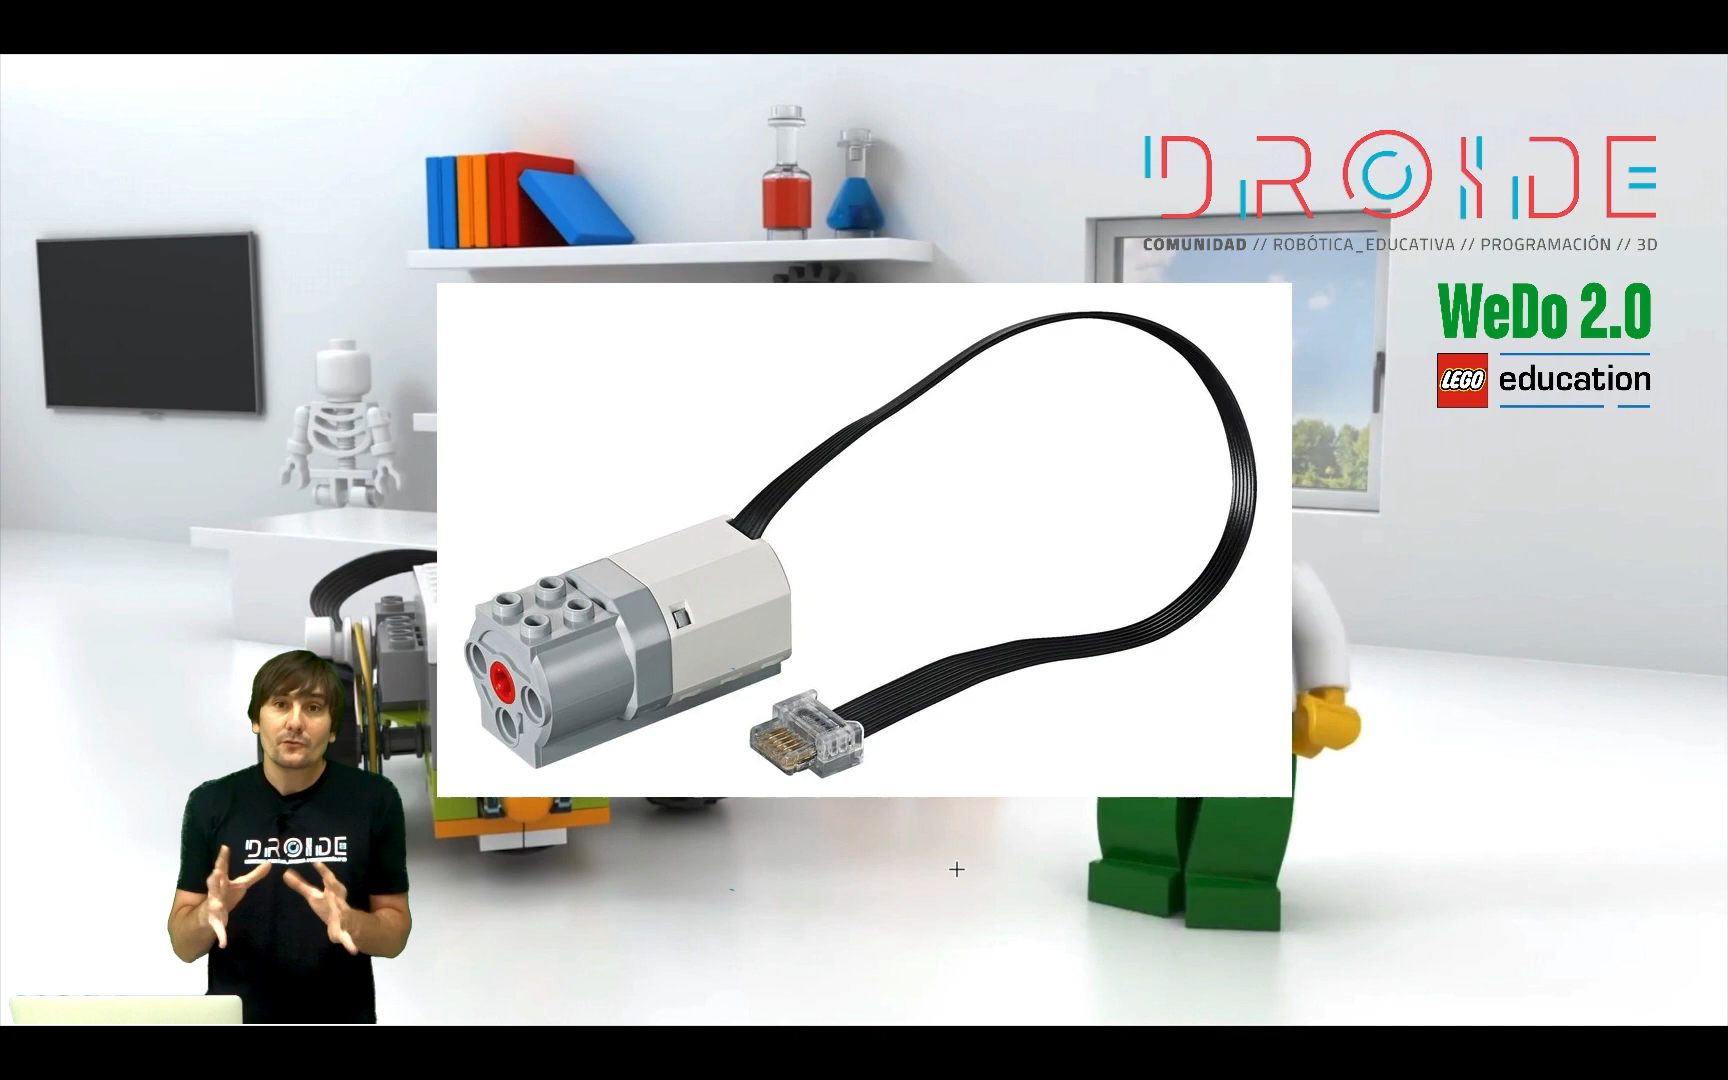 DROIDE
COMUNIDAD // ROBÓTICA_EDUCATIVA // PROGRAMACIÓN // 3D
WeDo 2.0
LEGO education
DROIDE